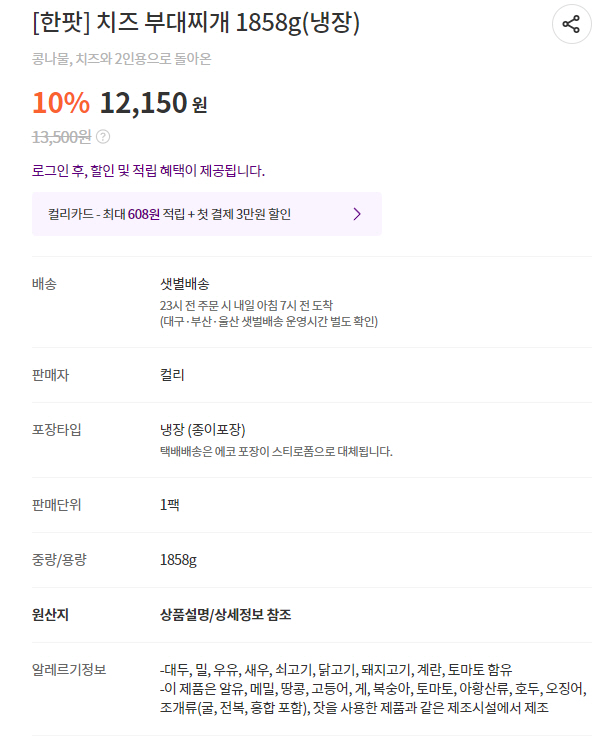 [한팟] 치즈 부대찌개 1858g(냉장)
콩나물, 치즈와 2인용으로 돌아온
10% 12,150 원
13,500원 ?
로그인 후, 할인 및 적립 혜택이 제공됩니다.
컬리카드 - 최대 608원 적립 + 첫 결제 3만원 할인
배송 샛별배송
23시 전 주문 시 내일 아침 7시 전 도착
(대구·부산·울산 샛별배송 운영시간 별도 확인)
판매자 컬리
포장타입 냉장 (종이포장)
택배배송은 에코 포장이 스티로폼으로 대체됩니다.
판매단위 1팩
중량/용량 1858g
원산지 상품설명/상세정보 참조
알레르기정보 -대두, 밀, 우유, 새우, 쇠고기, 닭고기, 돼지고기, 계란, 토마토 함유
-이 제품은 알유, 메밀, 땅콩, 고등어, 게, 복숭아, 토마토, 아황산류, 호두, 오징어,
조개류(굴, 전복, 홍합 포함), 잣을 사용한 제품과 같은 제조시설에서 제조